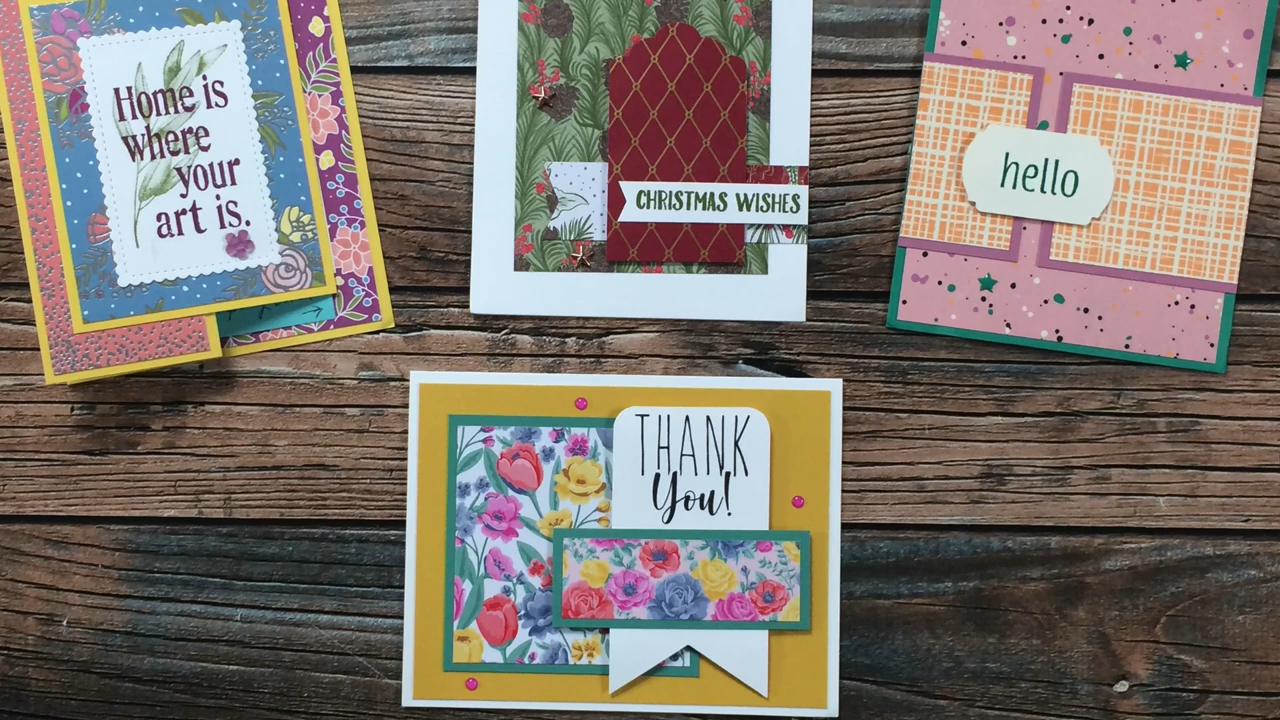 Home is
where
your
art is.
CHRISTMAS WISHES
hello
THANK
You!